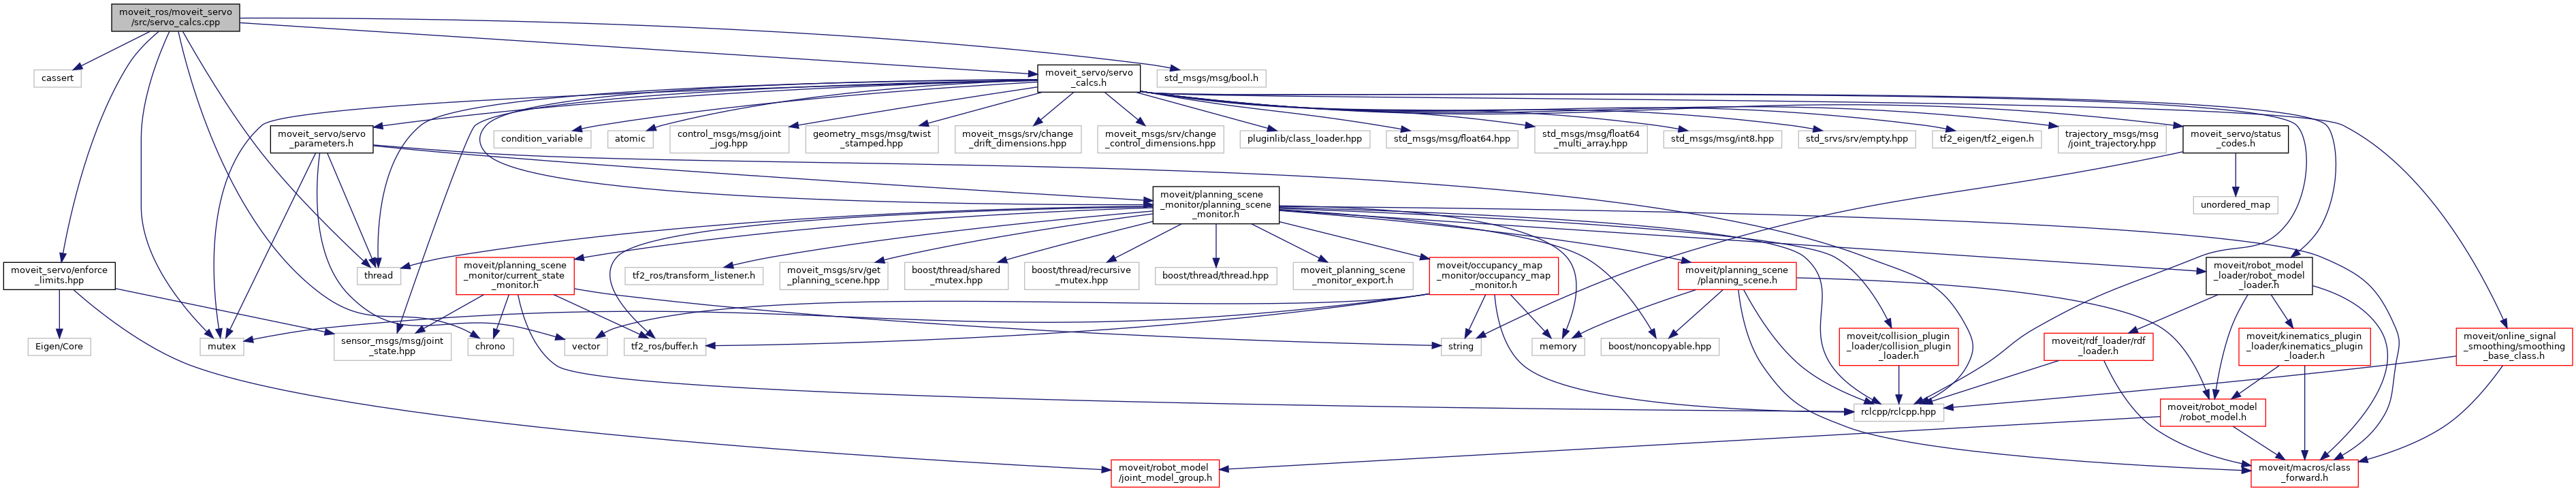 moveit_ros/moveit_servo
/src/servo_calcs.cpp
cassert
moveit_servo/servo
_calcs.h
std_msgs/msg/bool.h
moveit_servo/servo
_parameters.h
condition_variable
atomic
control_msgs/msg/joint
_jog.hpp
geometry_msgs/msg/twist
_stamped.hpp
moveit_msgs/srv/change
_drift_dimensions.hpp
moveit_msgs/srv/change
_control_dimensions.hpp
pluginlib/class_loader.hpp
std_msgs/msg/float64.hpp
std_msgs/msg/float64
_multi_array.hpp
std_msgs/msg/int8.hpp
std_srvs/srv/empty.hpp
tf2_eigen/tf2_eigen.h
trajectory_msgs/msg
/joint_trajectory.hpp
moveit_servo/status
_codes.h
moveit/planning_scene
_monitor/planning_scene
_monitor.h
unordered_map
moveit_servo/enforce
_limits.hpp
thread
moveit/planning_scene
_monitor/current_state
_monitor.h
tf2_ros/transform_listener.h
moveit_msgs/srv/get
_planning_scene.hpp
boost/thread/shared
_mutex.hpp
boost/thread/recursive
_mutex.hpp
boost/thread/thread.hpp
moveit_planning_scene
_monitor_export.h
moveit/occupancy_map
_monitor/occupancy_map
_monitor.h
moveit/planning_scene
/planning_scene.h
moveit/robot_model
_loader/robot_model
_loader.h
Eigen/Core
mutex
sensor_msgs/msg/joint
_state.hpp
chrono
vector
tf2_ros/buffer.h
string
memory
boost/noncopyable.hpp
moveit/collision_plugin
_loader/collision_plugin
_loader.h
moveit/rdf_loader/rdf
_loader.h
moveit/kinematics_plugin
_loader/kinematics_plugin
_loader.h
moveit/online_signal
_smoothing/smoothing
_base_class.h
rclcpp/rclcpp.hpp
moveit/robot_model
/robot_model.h
moveit/robot_model
/joint_model_group.h
moveit/macros/class
_forward.h